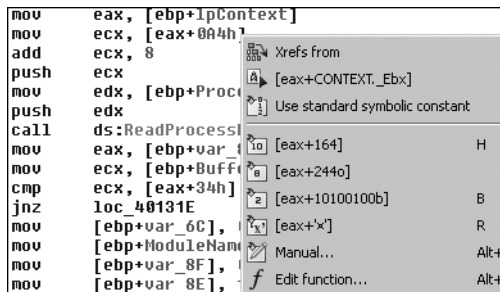 mov eax, [ebp+lpContext]
mov ecx, [eax+0A4h]
add ecx, 8
push ecx
mov edx, [ebp+Proc
push edx
call ds:ReadProcess
mov eax, [ebp+var_
mov ecx, [ebp+Buff
cmp ecx, [eax+34h]
jnz loc_40131E
mov [ebp+var_6C],
mov [ebp+ModuleNam
mov [ebp+var_8F],
mov [ebp+var_8E],
Xrefs from
[eax+CONTEXT._Ebx]
Use standard symbolic constant
[eax+164] H
[eax+244o]
[eax+10100100b] B
[eax+'×'] R
Manual... Alt+
Edit function... Alt+